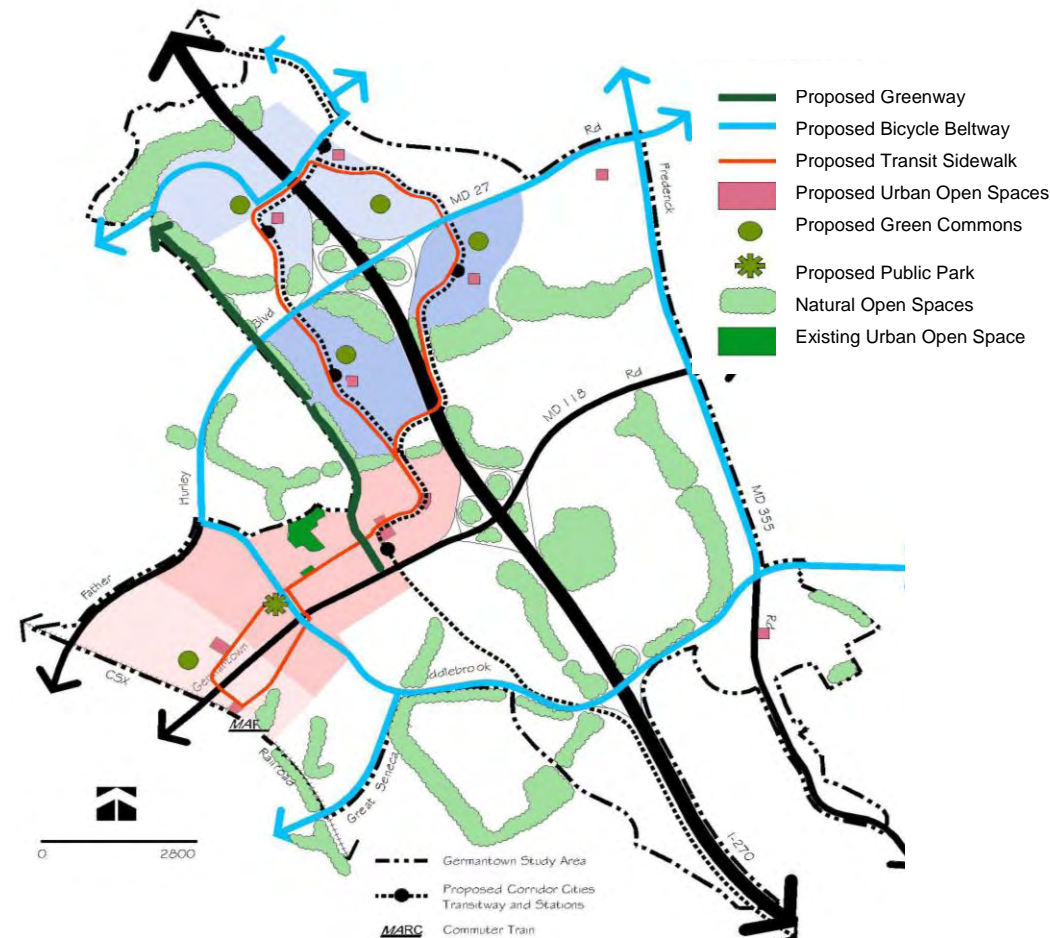 Proposed Greenway
Proposed Bicycle Beltway
Proposed Transit Sidewalk
Proposed Urban Open Spaces
Proposed Green Commons
Proposed Public Park
Natural Open Spaces
Existing Urban Open Space
Rd
MD 27
Frederick
Blvd
Rd
MD 118
Hurley
MD 355
Father
Rd
CSX
Germantown
ddlebrook
MAR
Railroad
Great Seneca
I-270
0 2800
Germantown Study Area
Proposed Corridor Cities
Transitway and Stations
MARC Commuter Train